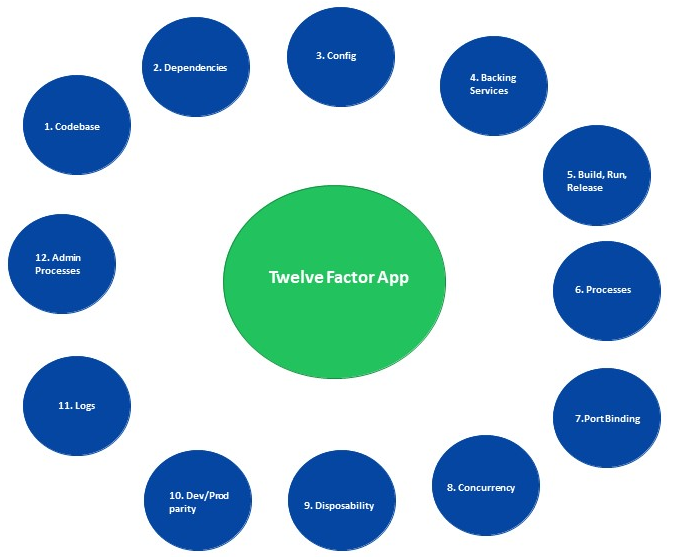 1. Codebase
2. Dependencies
3. Config
4. Backing
Services
5. Build, Run,
Release
6. Processes
7.Port Binding
8. Concurrency
9. Disposability
10. Dev/Prod
parity
11. Logs
12. Admin
Processes
Twelve Factor App